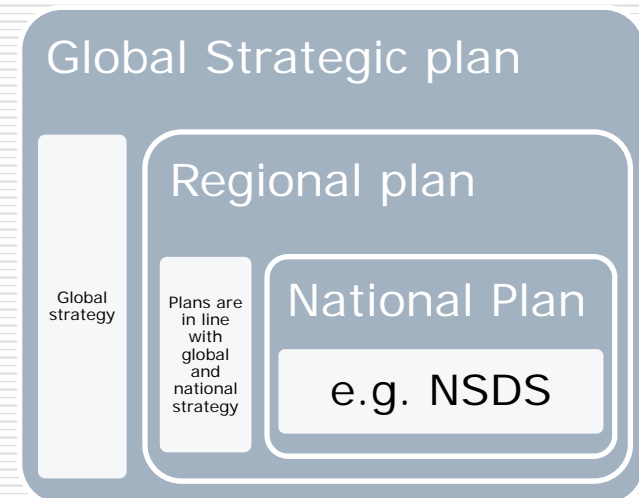 Global Strategic plan
Regional plan
Global
strategy
Plans are
in line
with
global
and
national
strategy
National Plan
e.g. NSDS